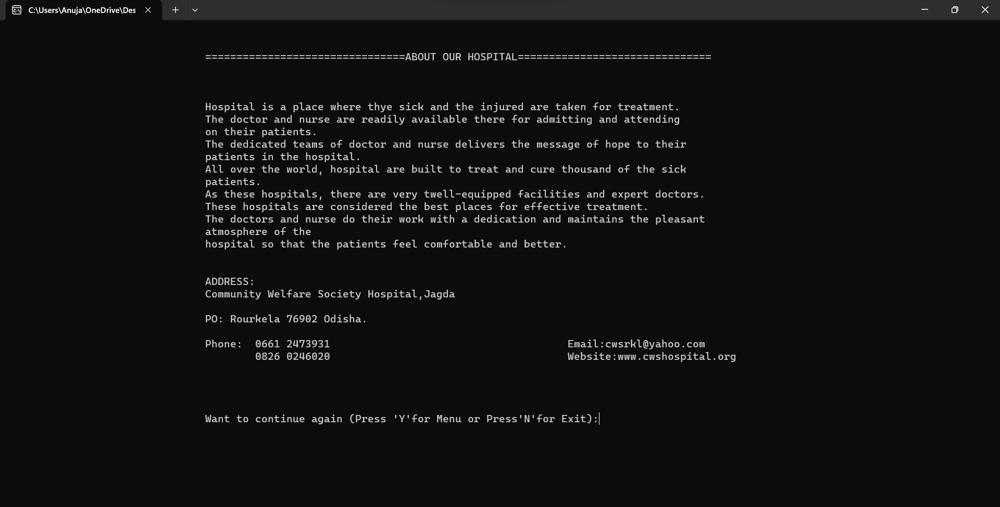 C:\Users\Anuja\OneDrive\Des
================================ABOUT OUR HOSPITAL===============================
Hospital is a place where thye sick and the injured are taken for treatment.
The doctor and nurse are readily available there for admitting and attending
on their patients.
The dedicated teams of doctor and nurse delivers the message of hope to their
patients in the hospital.
All over the world, hospital are built to treat and cure thousand of the sick
patients.
As these hospitals, there are very twell-equipped facilities and expert doctors.
These hospitals are considered the best places for effective treatment.
The doctors and nurse do their work with a dedication and maintains the pleasant
atmosphere of the
hospital so that the patients feel comfortable and better.
ADDRESS:
Community Welfare Society Hospital,Jagda
PO: Rourkela 76902 Odisha.
Phone:  0661 2473931 Email:cwsrkl@yahoo.com
0826 0246020 Website:www.cwshospital.org
Want to continue again (Press 'Y'for Menu or Press'N'for Exit):